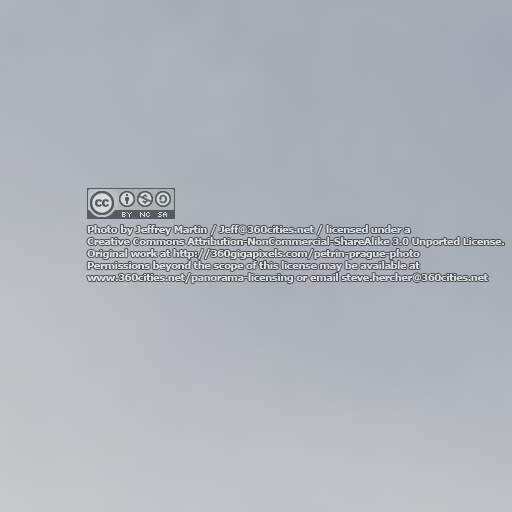 cc
BY NC SA
Photo by Jeffrey Martin / Jeff@360cities.net / licensed under a
Creative Commons Attribution-NonCommercial-ShareAlike 3.0 Unported License.
Original work at http://360gigapixels.com/petrin-prague-photo
Permissions beyond the scope of this license may be available at
www.360cities.net/panorama-licensing or email steve.hercher@360cities.net